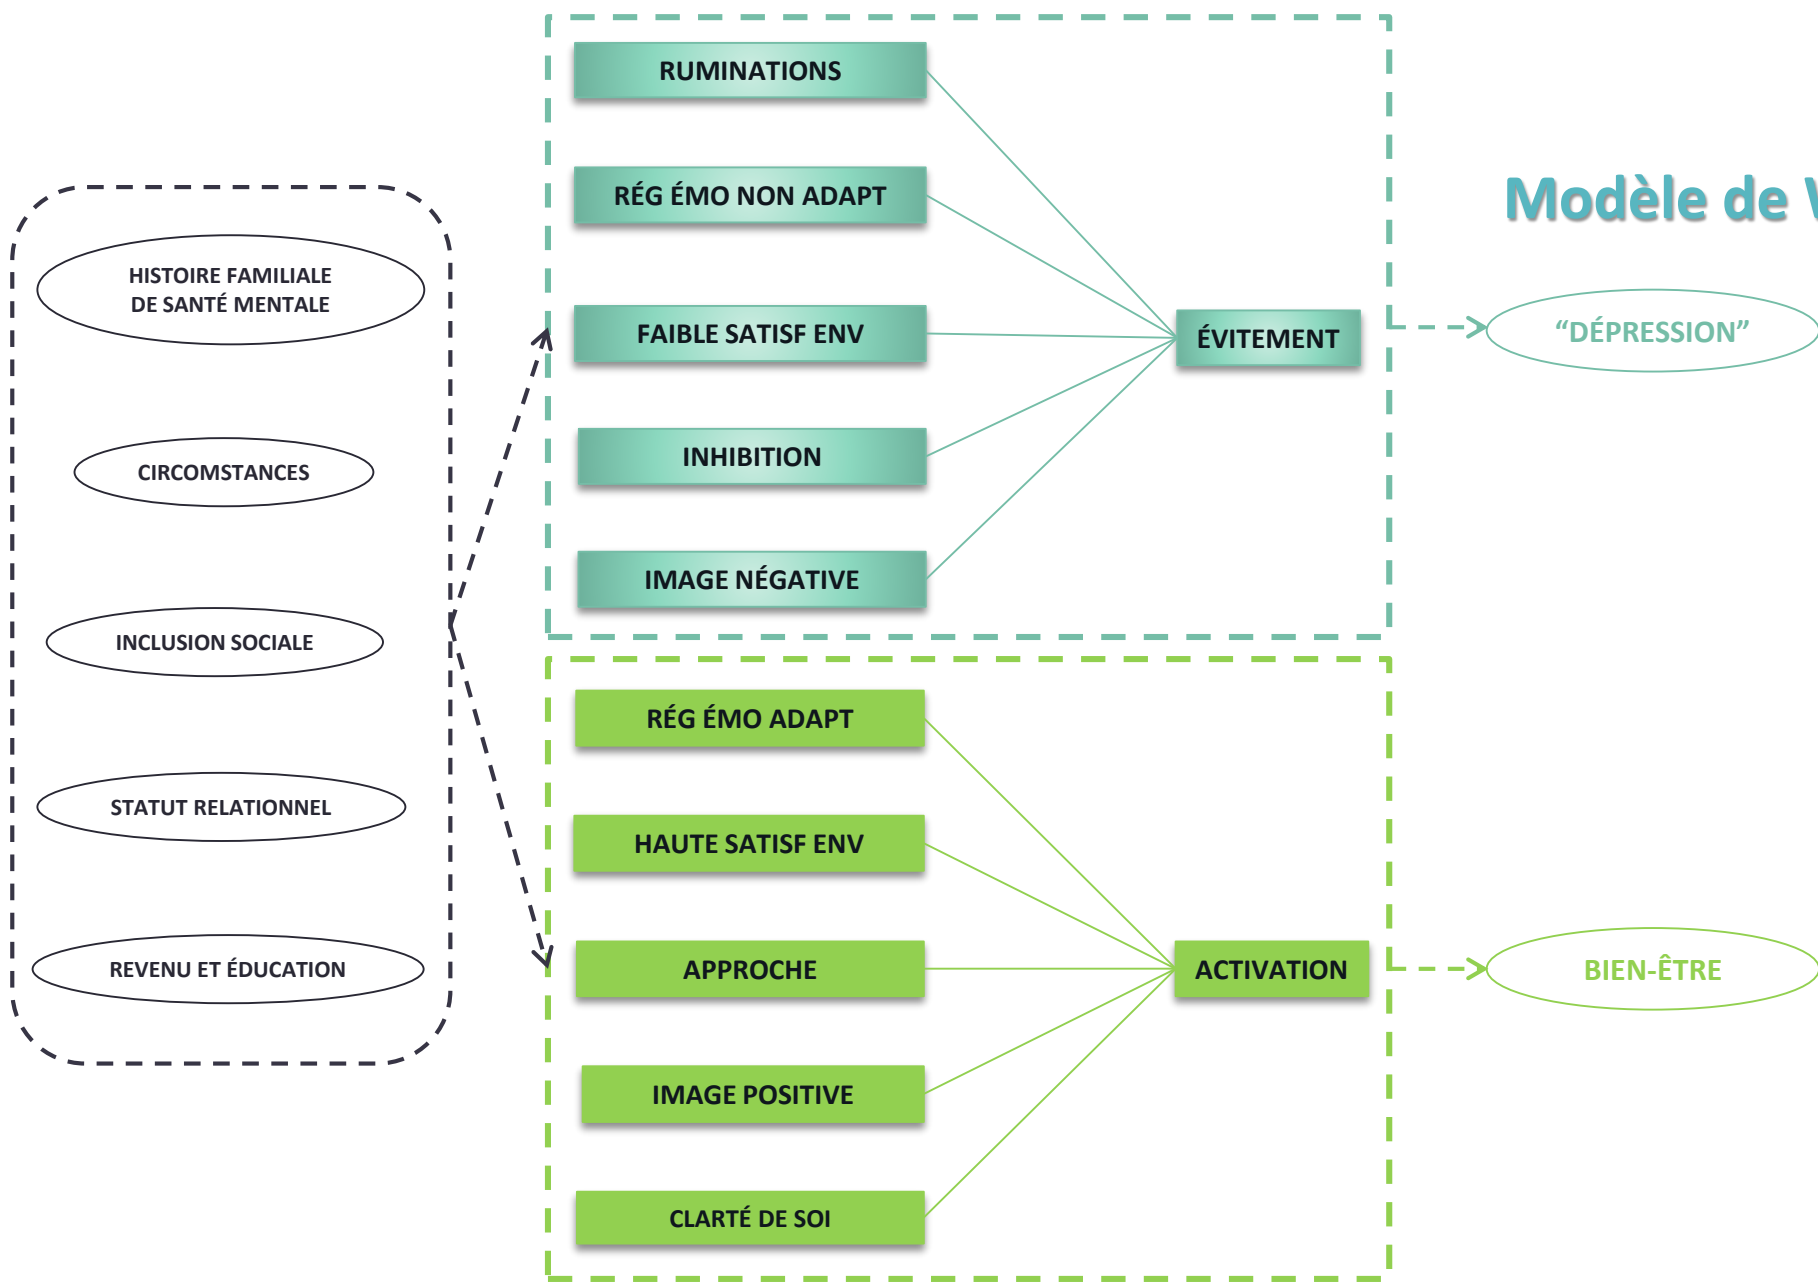 HISTOIRE FAMILIALE
DE SANTÉ MENTALE
CIRCOMSTANCES
INCLUSION SOCIALE
STATUT RELATIONNEL
REVENU ET ÉDUCATION
RUMINATIONS
RÉG ÉMO NON ADAPT
FAIBLE SATISF ENV
INHIBITION
IMAGE NÉGATIVE
ÉVITEMENT
RÉG ÉMO ADAPT
HAUTE SATISF ENV
APPROCHE
IMAGE POSITIVE
CLARTÉ DE SOI
ACTIVATION
Modèle de
“DÉPRESSION”
BIEN-ÊTRE